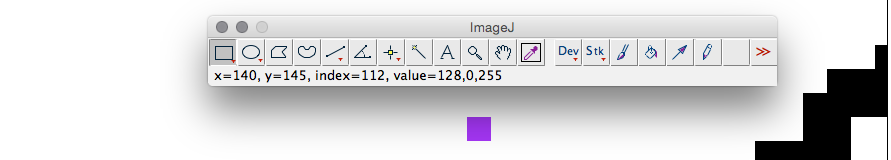 ImageJ
A Dev Stk >>
x=140, y=145, index=112, value=128,0,255